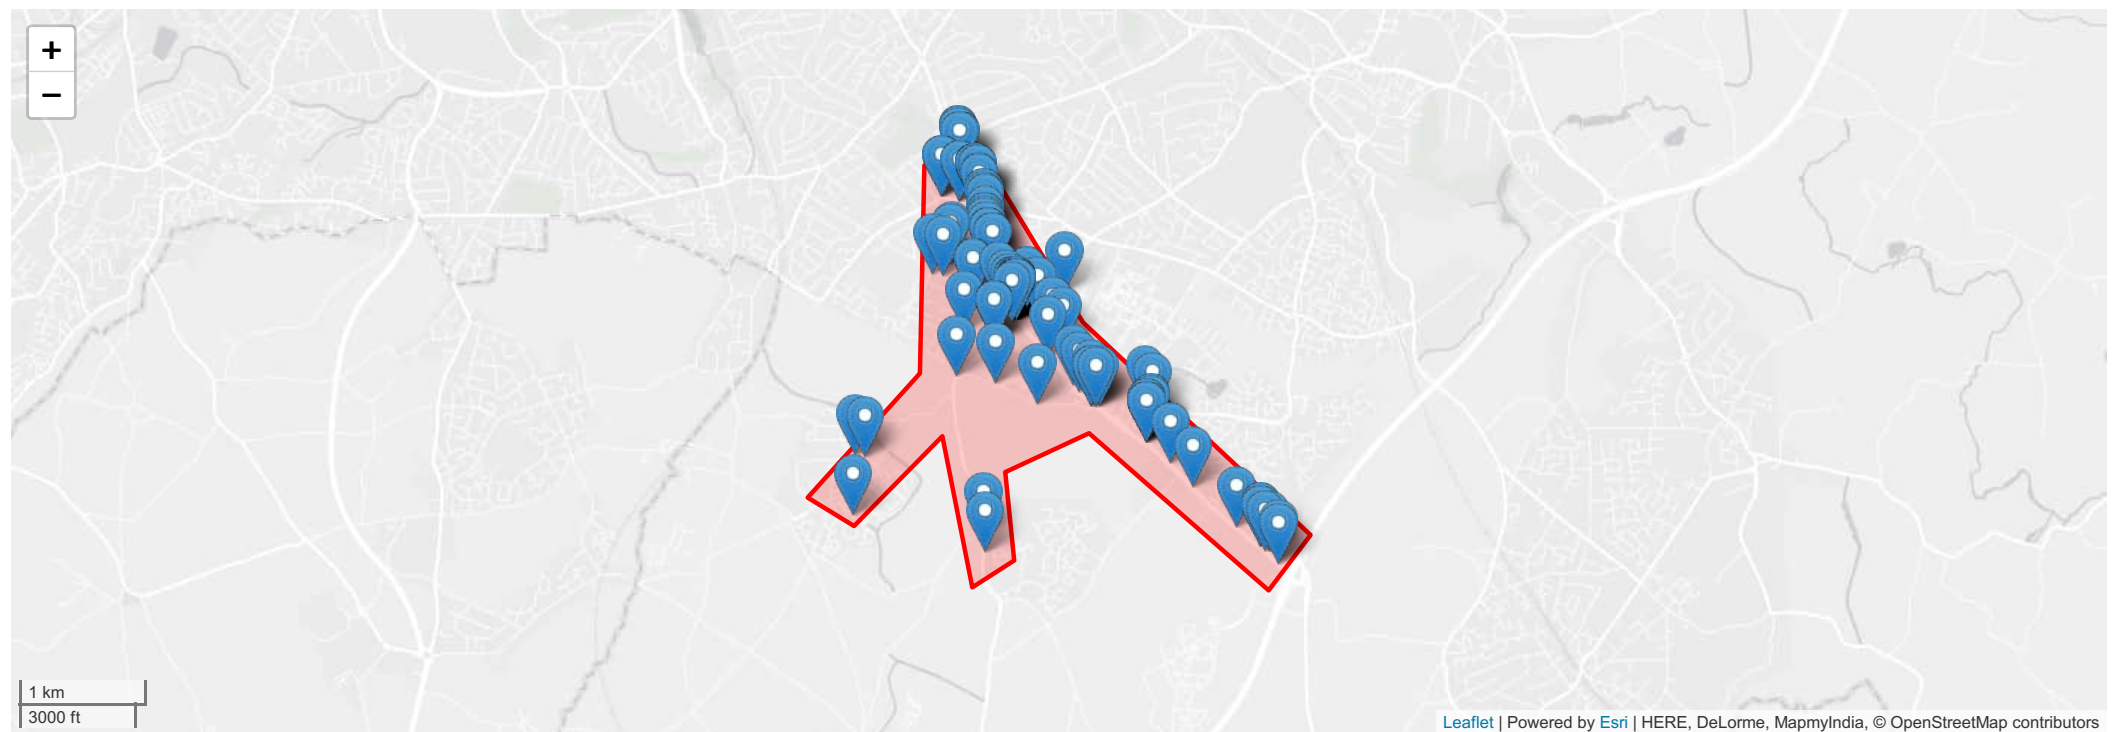 +
−
1 km
3000 ft
Leaflet | Powered by Esri | HERE, DeLorme, MapmyIndia, © OpenStreetMap contributors